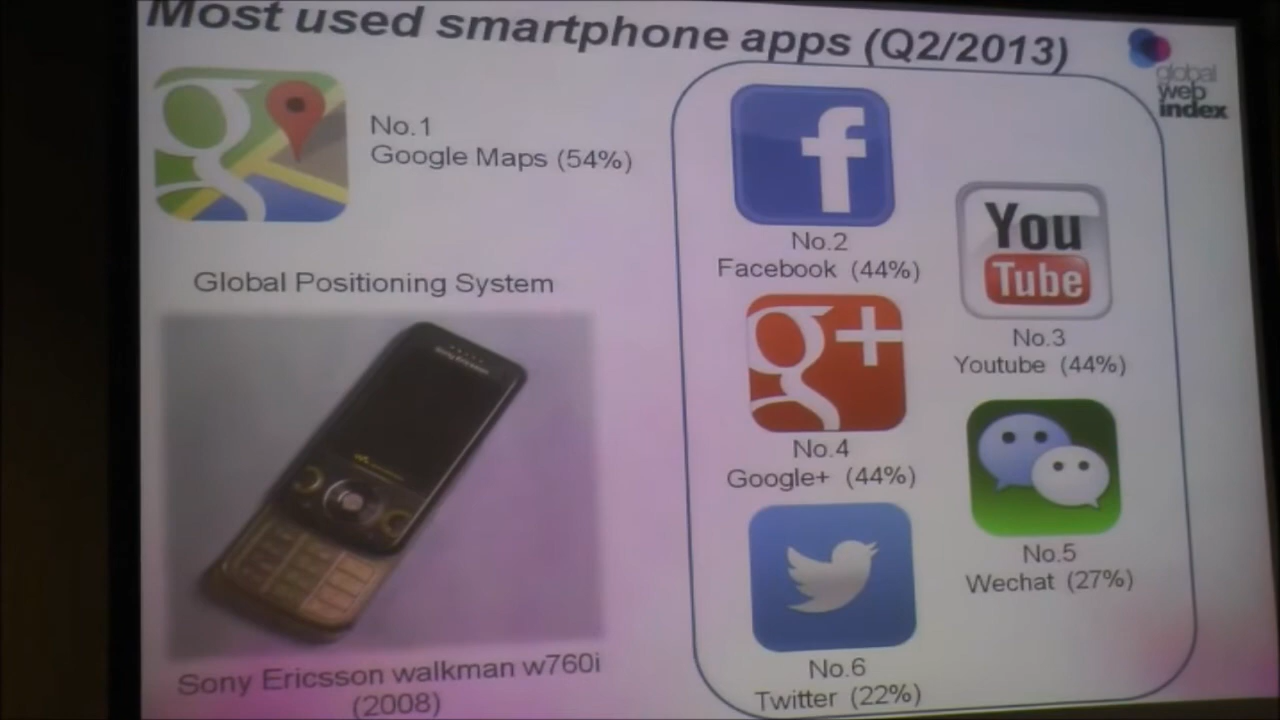 Most used smartphone apps (Q2/2013)
global
web
index
No.1
Google Maps (54%)
Global Positioning System
Sony Ericsson walkman w760i
(2008)
f
No.2
Facebook (44%)
You
Tube
No.3
Youtube (44%)
g+
No.4
Google+ (44%)
No.5
Wechat (27%)
No.6
Twitter (22%)
g